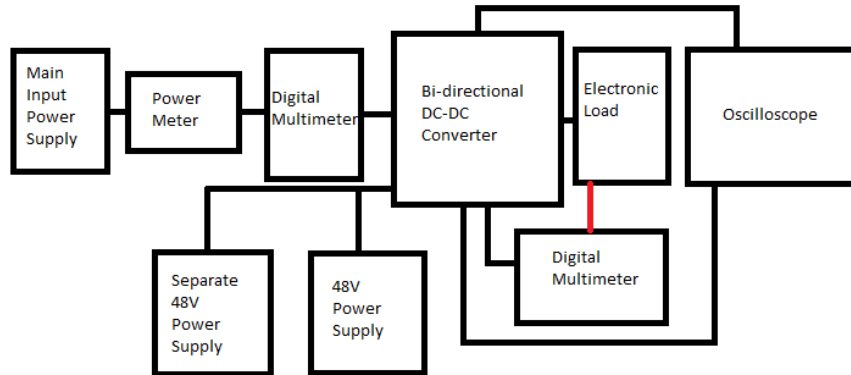 Main
Input
Power
Supply
Power
Meter
Digital
Multimeter
Bi-directional
DC-DC
Converter
Electronic
Load
Oscilloscope
Separate
48V
Power
Supply
48V
Power
Supply
Digital
Multimeter